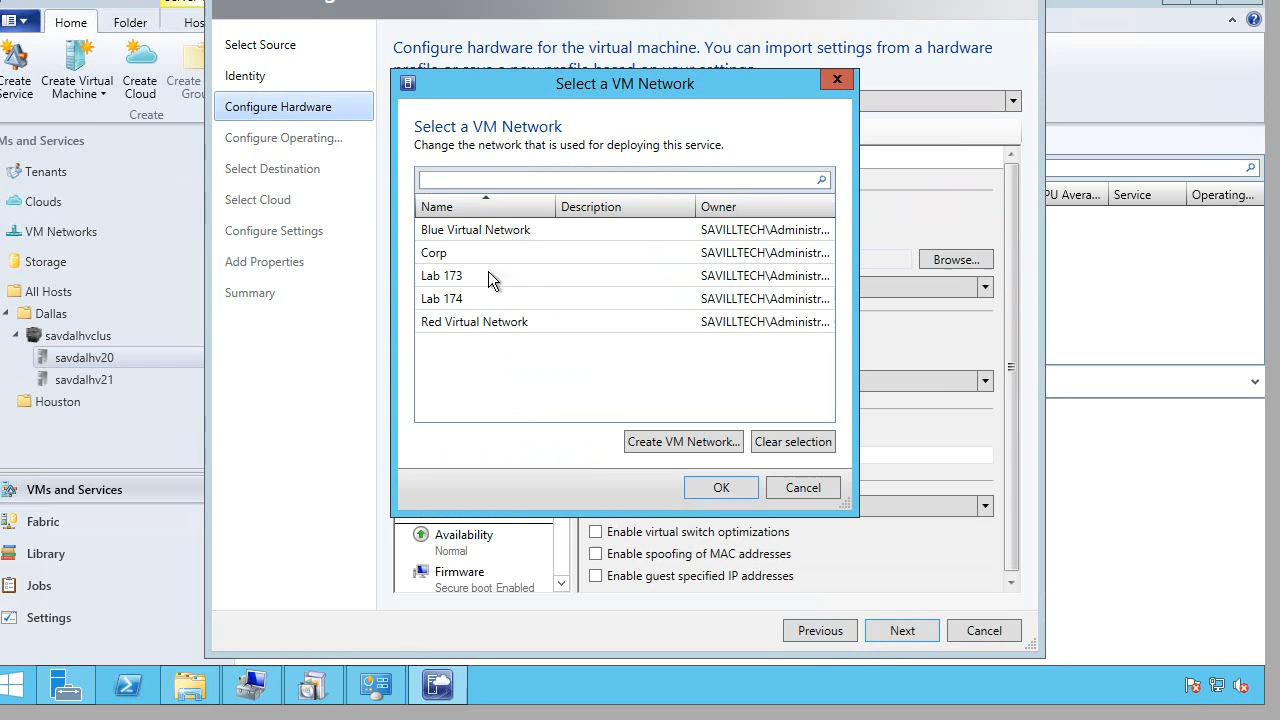 Home
Folder
Create Virtual
Machine
Create
Cloud
Create
Ms and Services
Tenants
Clouds
VM Networks
Storage
All Hosts
Dallas
savdalhvclus
savdalhv20
savdalhv21
Houston
VMs and Services
Fabric
Library
Jobs
Settings
Select Source
Identity
Configure Hardware
Configure Operating...
Select Destination
Select Cloud
Configure Settings
Add Properties
Summary
Configure hardware for the virtual machine. You can import settings from a hardware
Select a VM Network
Select a VM Network
Change the network that is used for deploying this service.
Name Description Owner
Blue Virtual Network SAVILLTECH\Administr...
Corp SAVILLTECH\Administr...
Lab 173 SAVILLTECH\Administr...
Lab 174 SAVILLTECH\Administr...
Red Virtual Network SAVILLTECH\Administr...
Create VM Network... Clear selection
OK Cancel
Browse...
Availability
Normal
Firmware
Secure boot Enabled
Enable virtual switch optimizations
Enable spoofing of MAC addresses
Enable guest specified IP addresses
Previous Next Cancel
PU Avera... Service Operating...